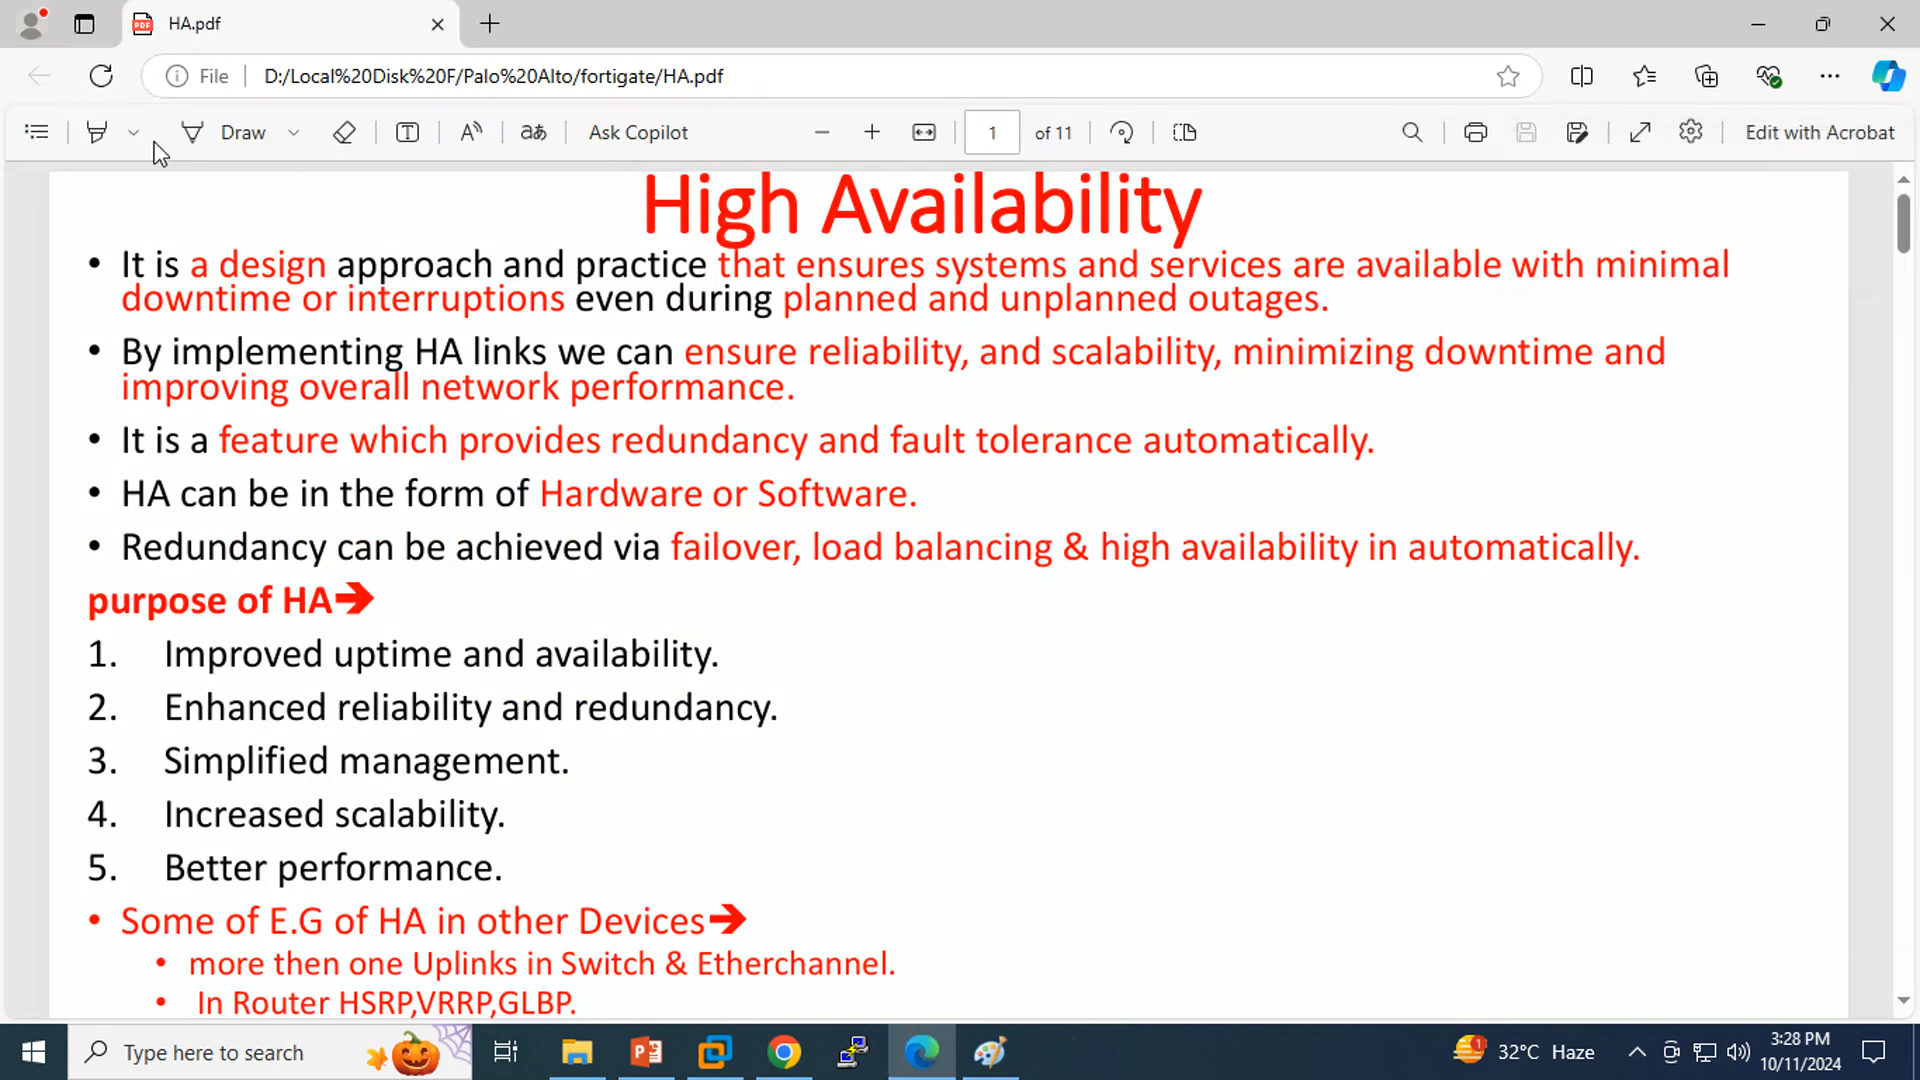 HA.pdf
File
D:/Local%20Disk%20F/Palo%20Alto/fortigate/HA.pdf
Draw
Ask Copilot
1 of 11
Edit with Acrobat
High Availability
• It is a design approach and practice that ensures systems and services are available with minimal
downtime or interruptions even during planned and unplanned outages.
• By implementing HA links we can ensure reliability, and scalability, minimizing downtime and
improving overall network performance.
• It is a feature which provides redundancy and fault tolerance automatically.
• HA can be in the form of Hardware or Software.
• Redundancy can be achieved via failover, load balancing & high availability in automatically.
purpose of HA➔
1. Improved uptime and availability.
2. Enhanced reliability and redundancy.
3. Simplified management.
4. Increased scalability.
5. Better performance.
• Some of E.G of HA in other Devices➔
• more then one Uplinks in Switch & Etherchannel.
• In Router HSRP,VRRP,GLBP.
Type here to search
32°C Haze
3:28 PM
10/11/2024